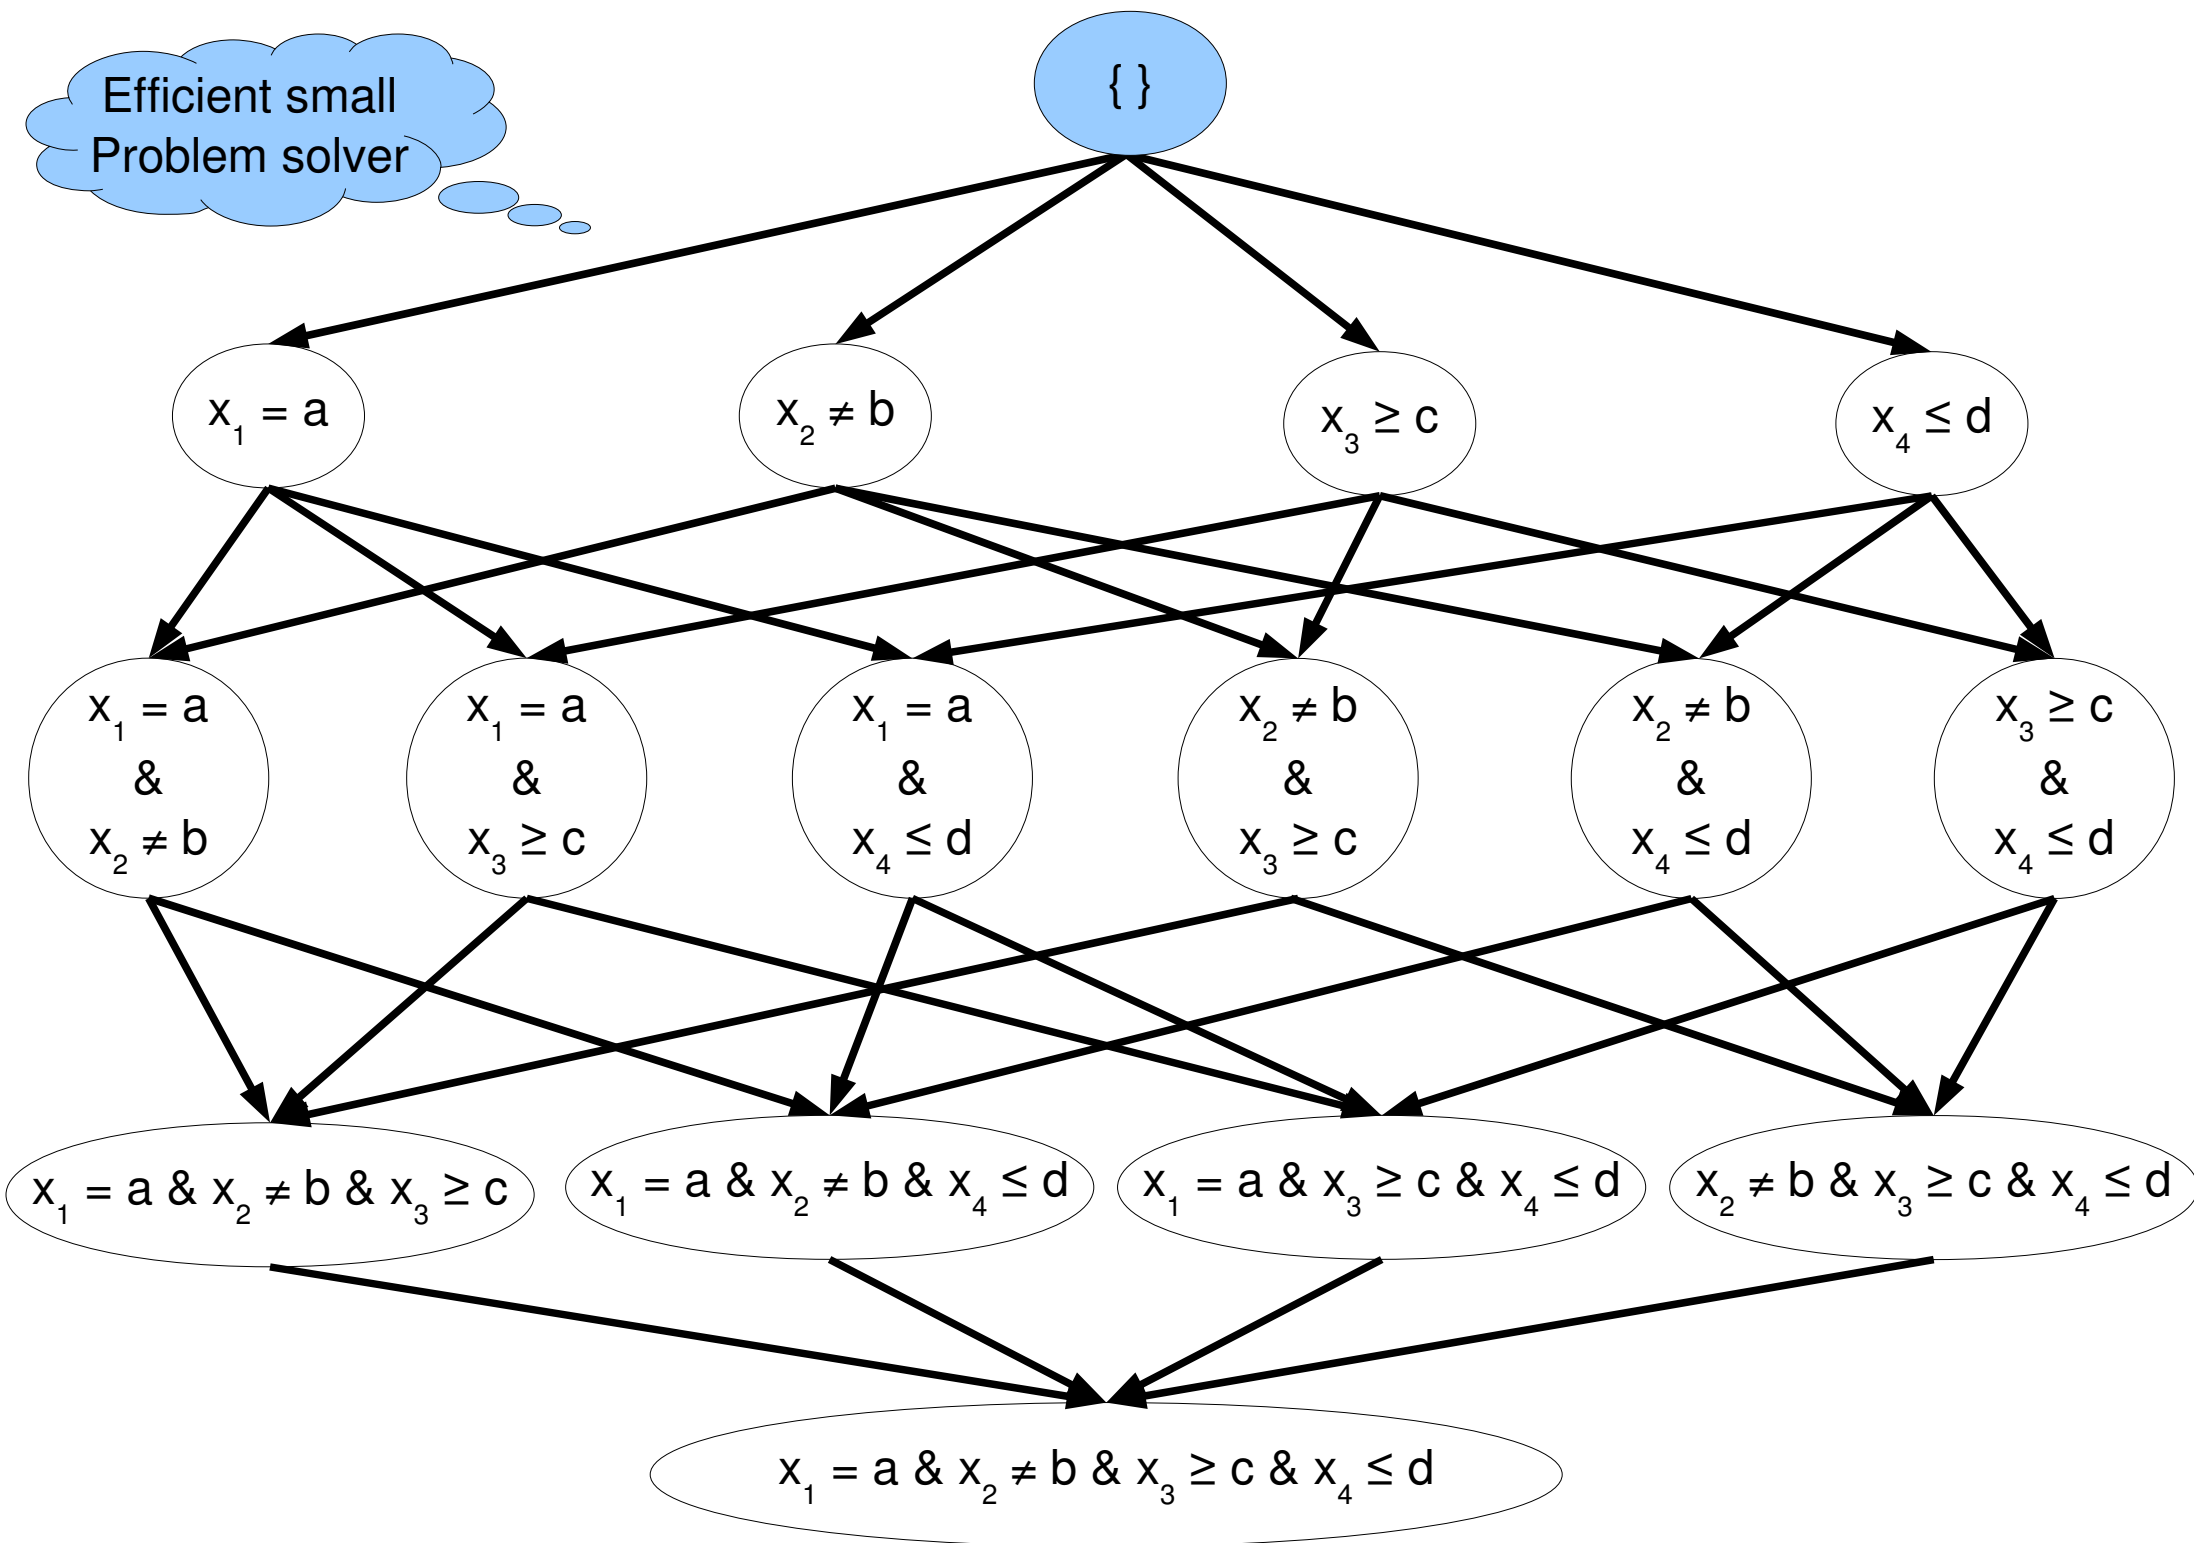 Efficient small
Problem solver
{ }
x₁ = a
x₂ ≠ b
x₃ ≥ c
x₄ ≤ d
x₁ = a
&
x₂ ≠ b
x₁ = a
&
x₃ ≥ c
x₁ = a
&
x₄ ≤ d
x₂ ≠ b
&
x₃ ≥ c
x₂ ≠ b
&
x₄ ≤ d
x₃ ≥ c
&
x₄ ≤ d
x₁ = a & x₂ ≠ b & x₃ ≥ c
x₁ = a & x₂ ≠ b & x₄ ≤ d
x₁ = a & x₃ ≥ c & x₄ ≤ d
x₂ ≠ b & x₃ ≥ c & x₄ ≤ d
x₁ = a & x₂ ≠ b & x₃ ≥ c & x₄ ≤ d